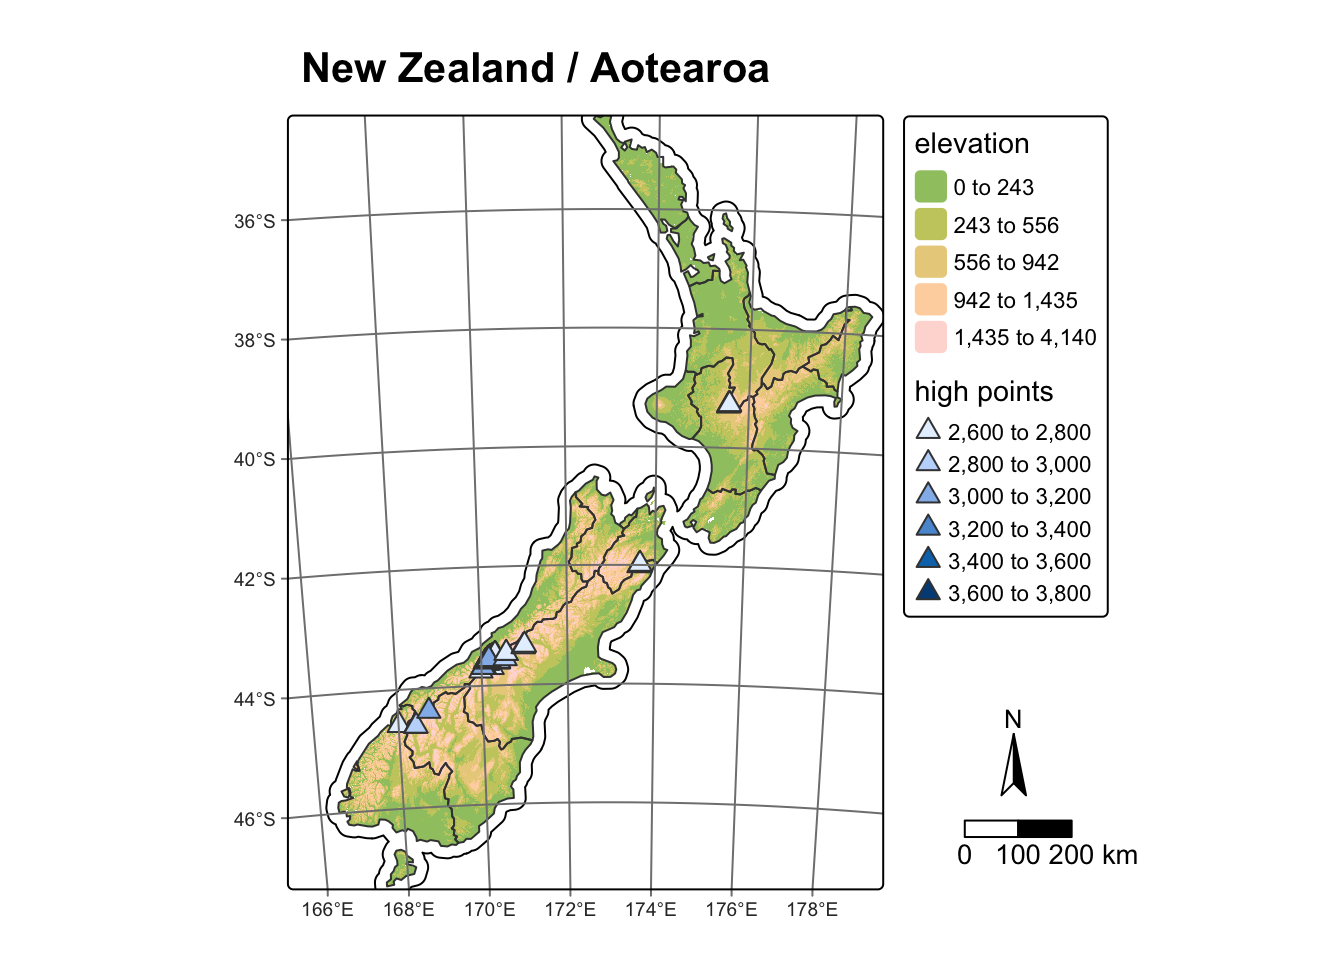 New Zealand / Aotearoa
elevation
0 to 243
243 to 556
556 to 942
942 to 1,435
1,435 to 4,140
high points
2,600 to 2,800
2,800 to 3,000
3,000 to 3,200
3,200 to 3,400
3,400 to 3,600
3,600 to 3,800
36°S
38°S
40°S
42°S
44°S
46°S
166°E 168°E 170°E 172°E 174°E 176°E 178°E
N
0 100 200 km